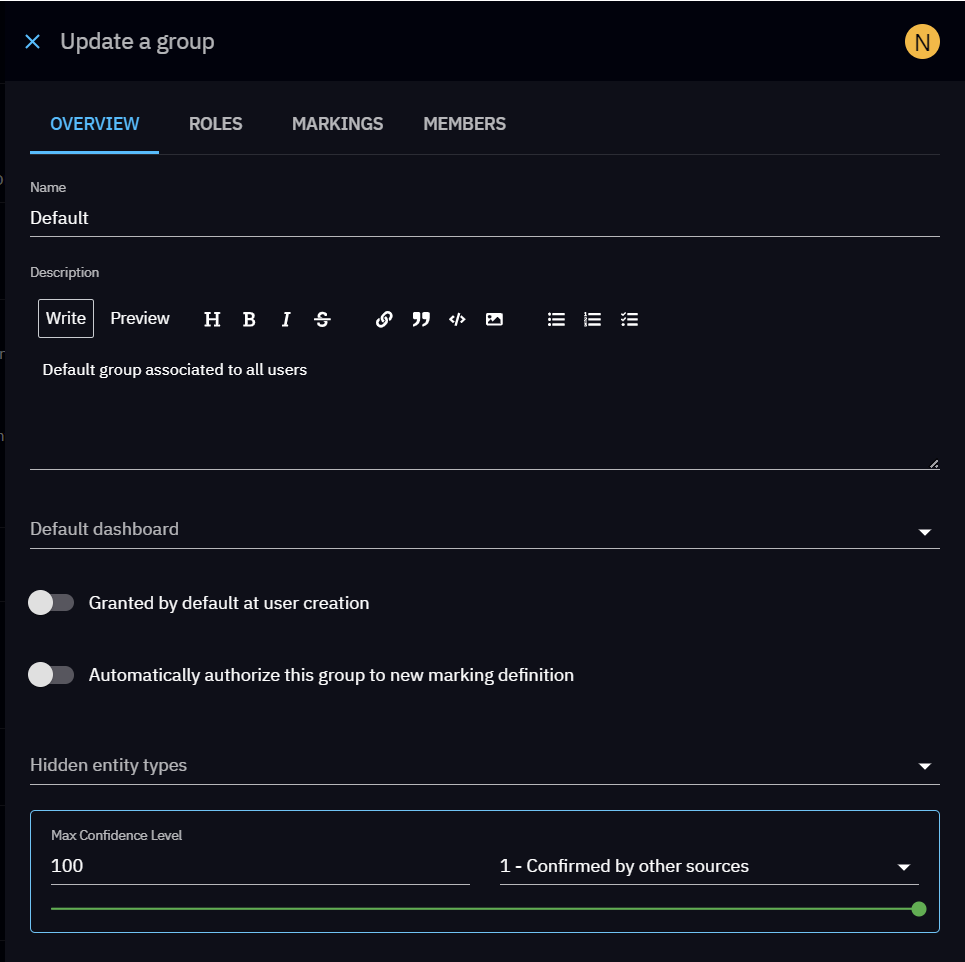 Update a group
N
OVERVIEW ROLES MARKINGS MEMBERS
Name
Default
Description
Write Preview H B I S
Default group associated to all users
Default dashboard
Granted by default at user creation
Automatically authorize this group to new marking definition
Hidden entity types
Max Confidence Level
100 1 - Confirmed by other sources